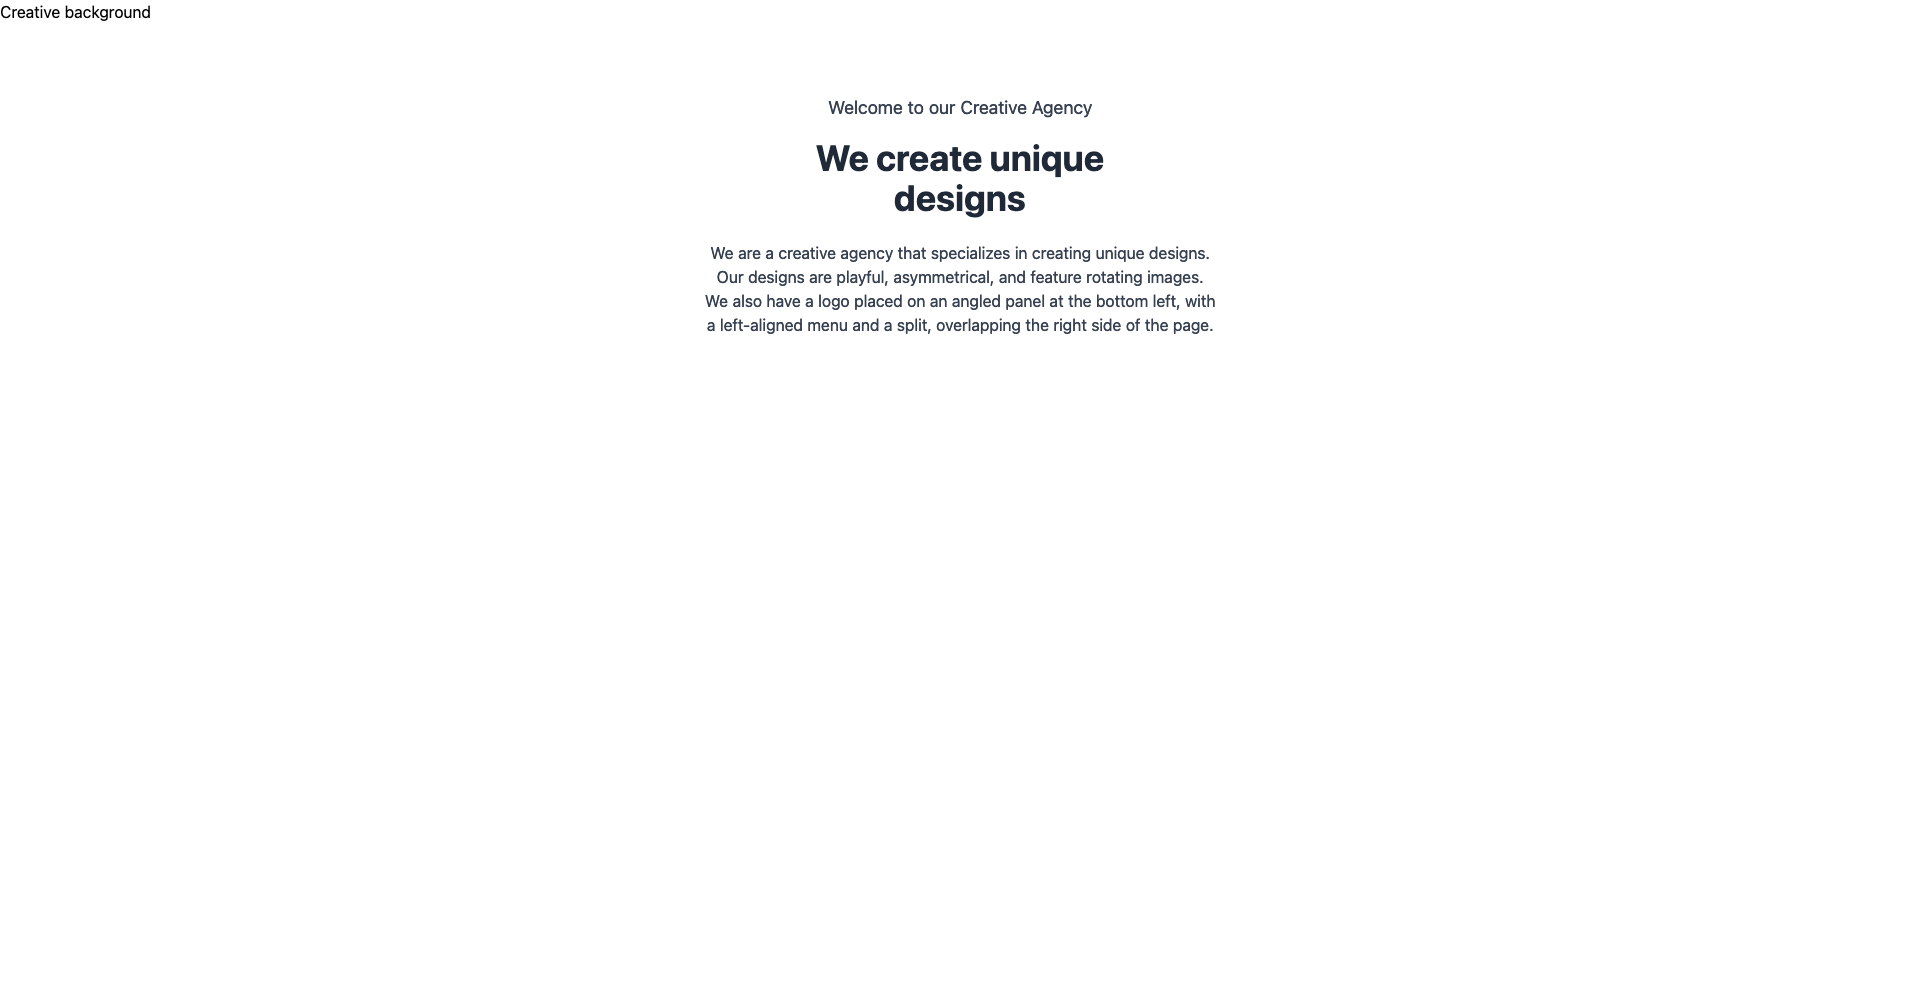 Creative background
Welcome to our Creative Agency
We create unique
designs
We are a creative agency that specializes in creating unique designs.
Our designs are playful, asymmetrical, and feature rotating images.
We also have a logo placed on an angled panel at the bottom left, with
a left-aligned menu and a split, overlapping the right side of the page.